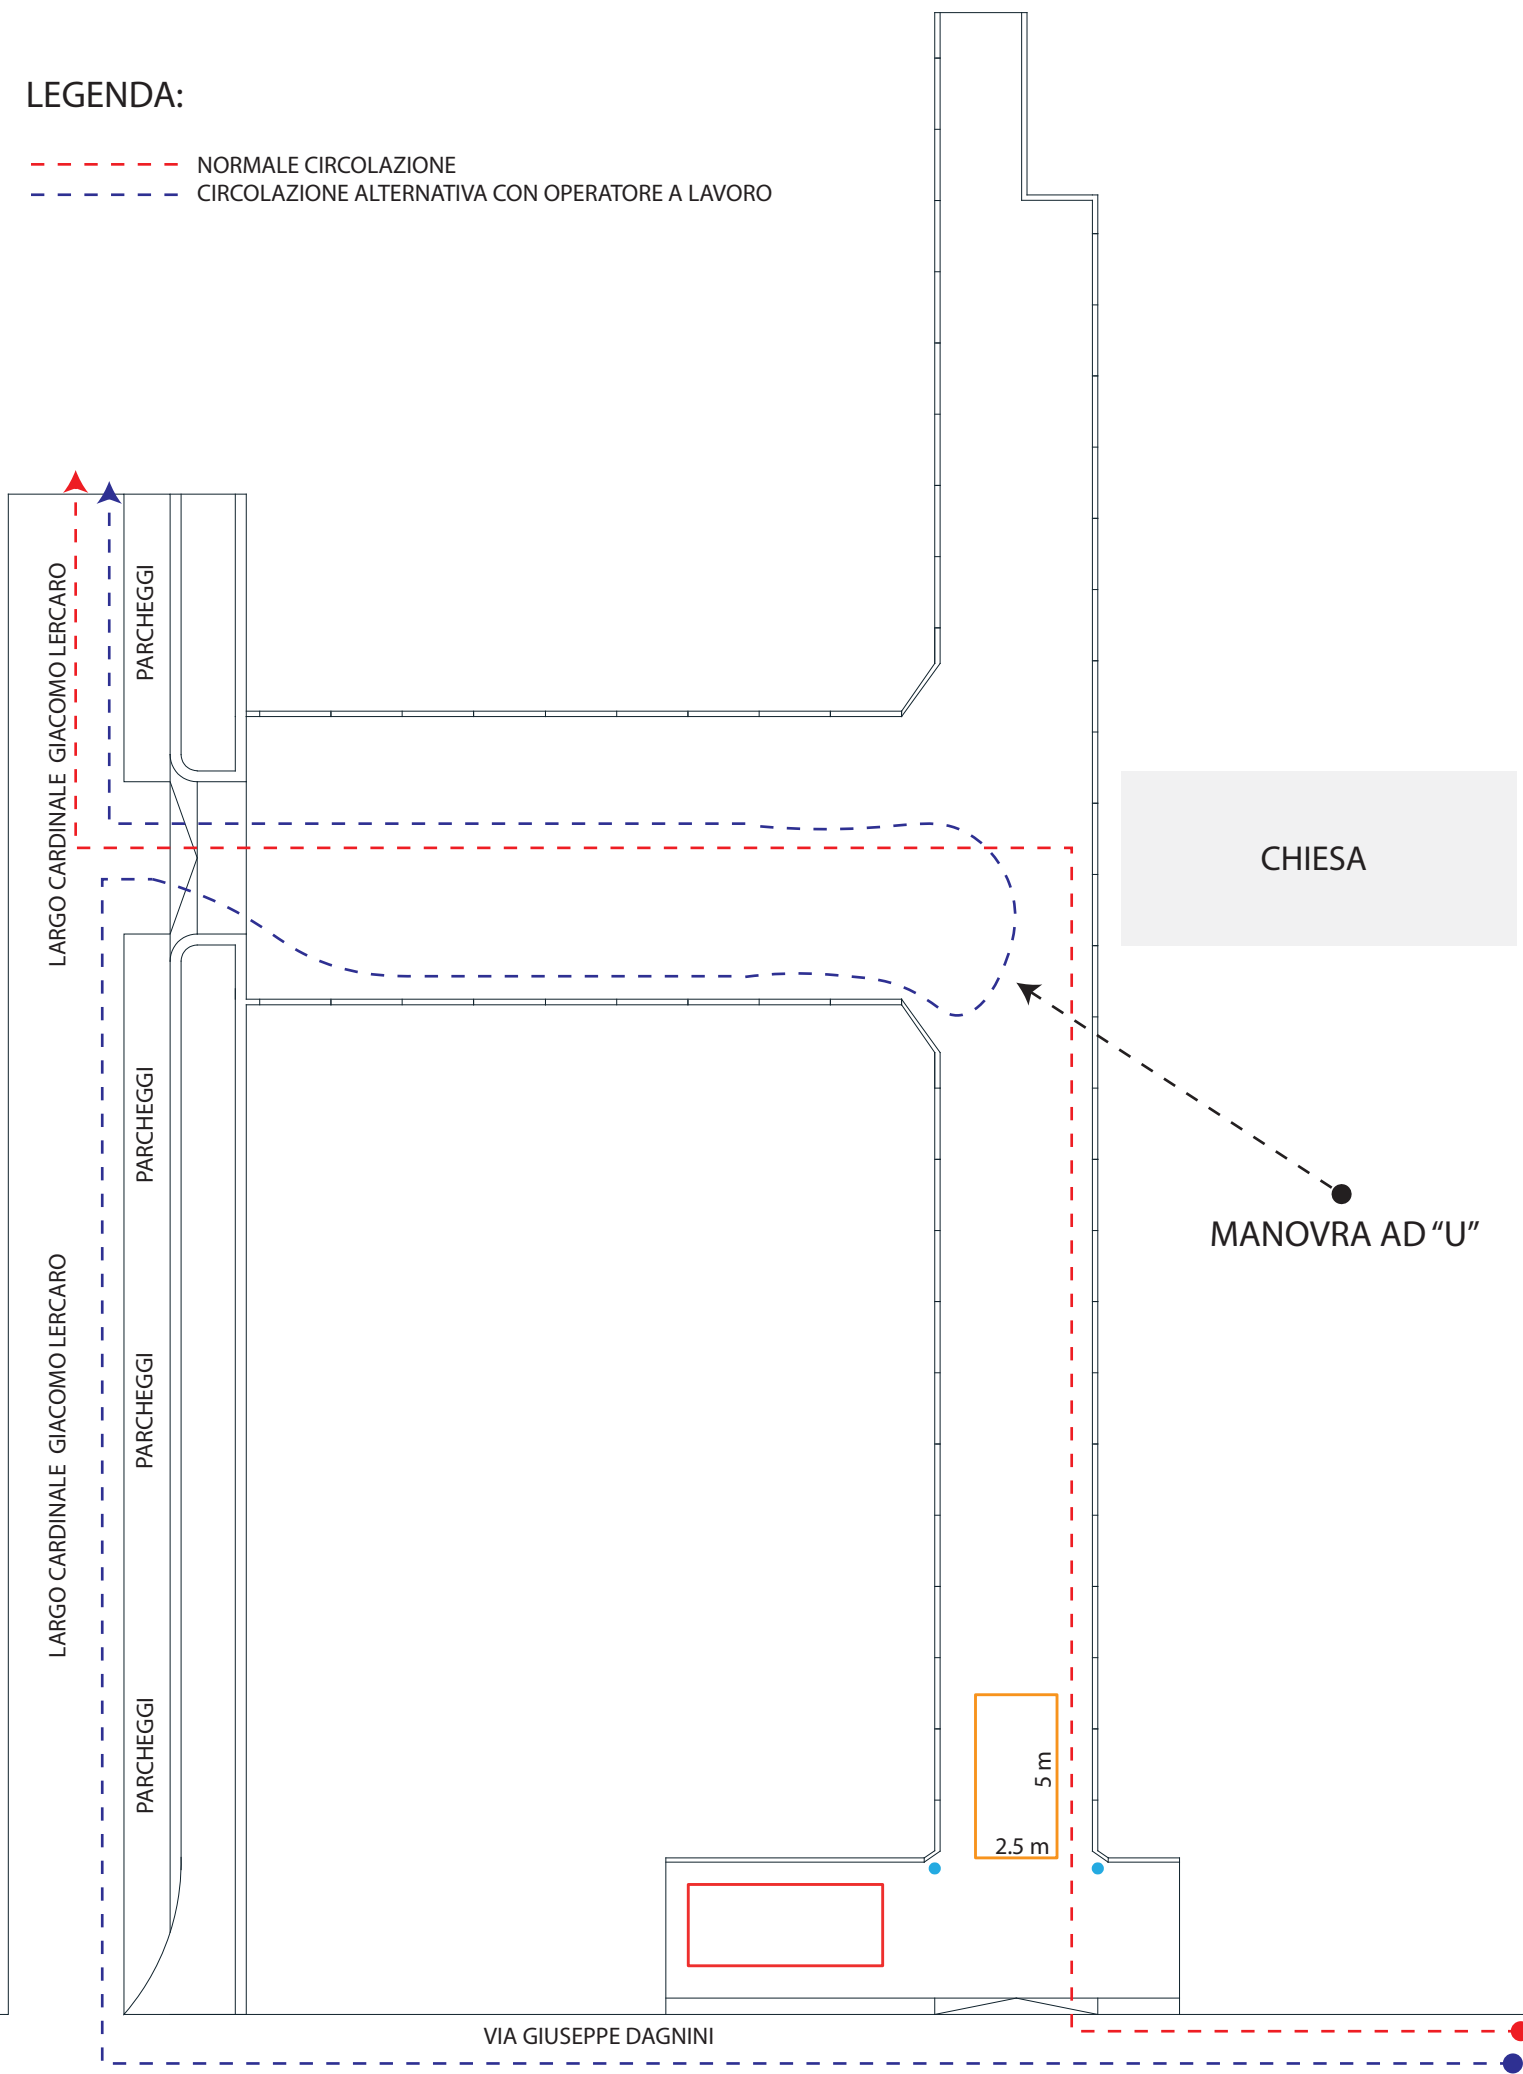 LEGENDA:
NORMALE CIRCOLAZIONE
CIRCOLAZIONE ALTERNATIVA CON OPERATORE A LAVORO
LARGO CARDINALE GIACOMO LERCARO
PARCHEGGI
CHIESA
PARCHEGGI
MANOVRA AD “U”
LARGO CARDINALE GIACOMO LERCARO
PARCHEGGI
PARCHEGGI
5 m
2.5 m
VIA GIUSEPPE DAGNINI